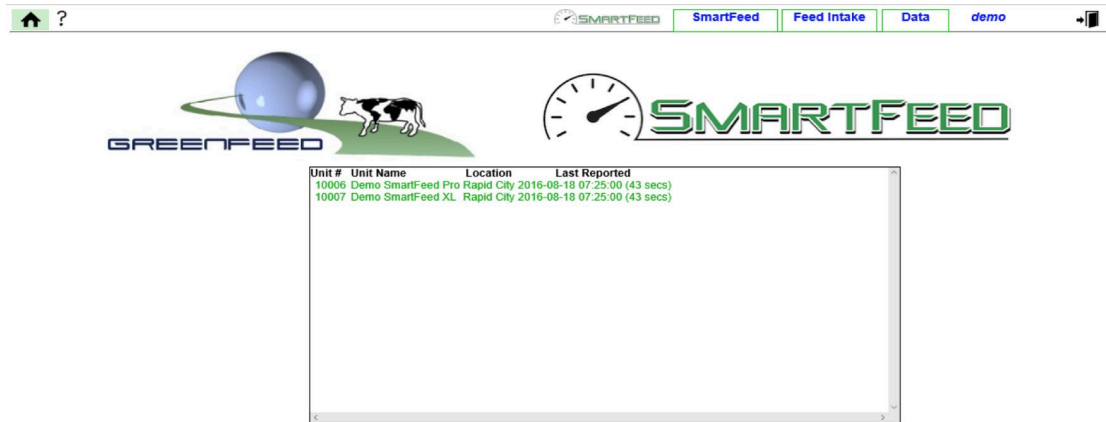 ?
SMARTFEED SmartFeed Feed Intake Data demo
GREENFEED
SMARTFEED
Unit # Unit Name Location Last Reported
10006 Demo SmartFeed Pro Rapid City 2016-08-18 07:25:00 (43 secs)
10007 Demo SmartFeed XL Rapid City 2016-08-18 07:25:00 (43 secs)